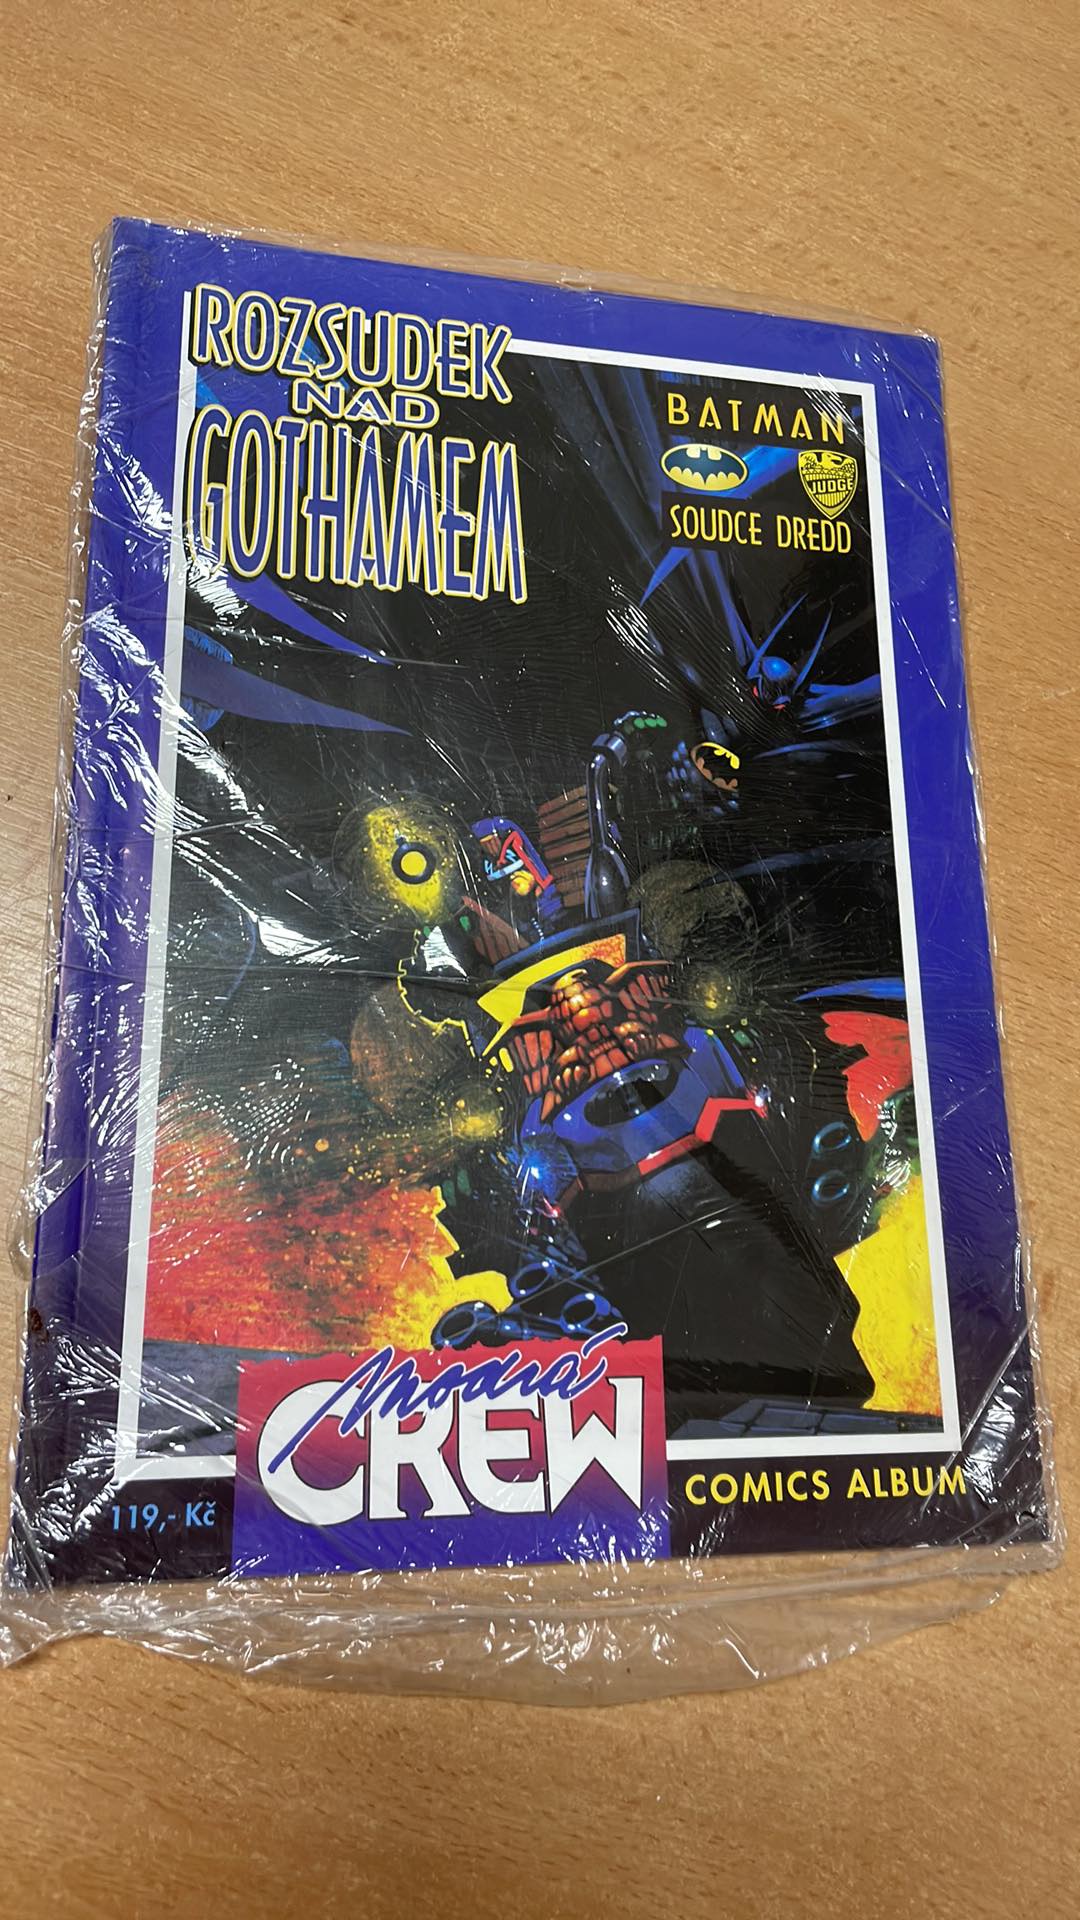 ROZSUDEK
NAD
GOTHAMEM
BATMAN
JUDGE
SOUDCE DREDD
Modrá
CREW
COMICS ALBUM
119,- Kč